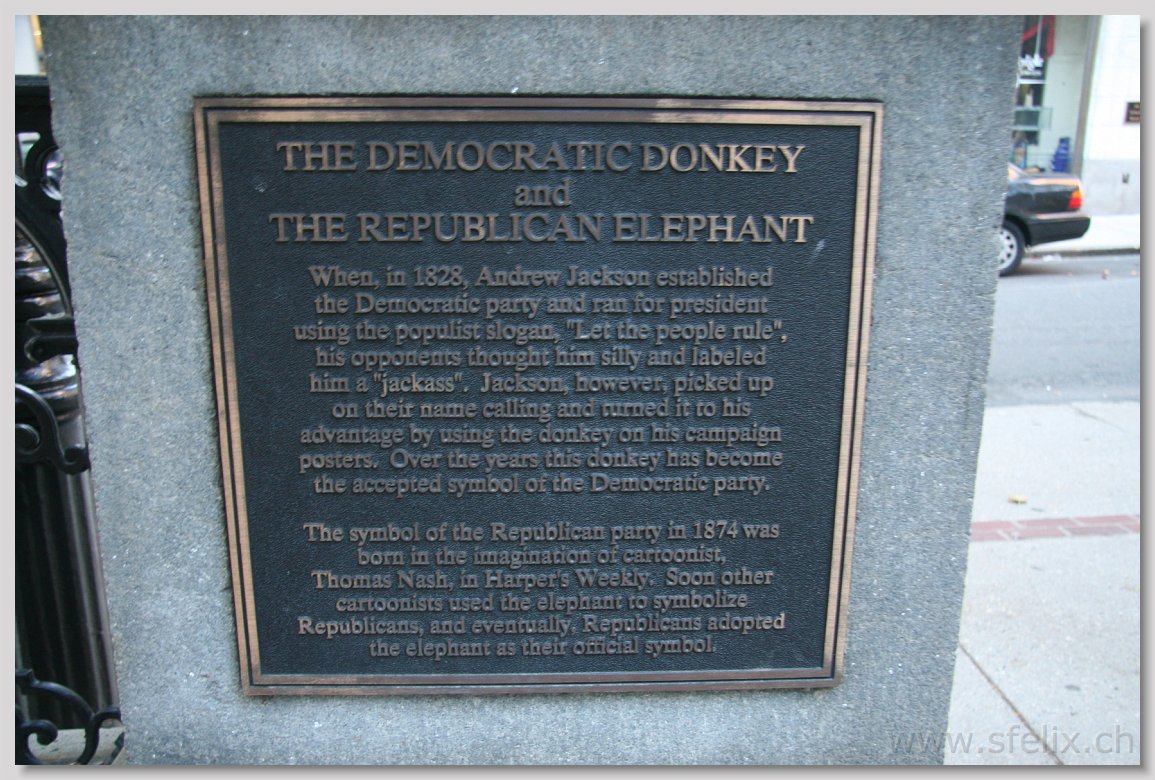 THE DEMOCRATIC DONKEY
and
THE REPUBLICAN ELEPHANT
When, in 1828, Andrew Jackson established
the Democratic party and ran for president
using the populist slogan, "Let the people rule",
his opponents thought him silly and labeled
him a "jackass". Jackson, however, picked up
on their name calling and turned it to his
advantage by using the donkey on his campaign
posters. Over the years this donkey has become
the accepted symbol of the Democratic party.
The symbol of the Republican party in 1874 was
born in the imagination of cartoonist,
Thomas Nash, in Harper's Weekly. Soon other
cartoonists used the elephant to symbolize
Republicans, and eventually, Republicans adopted
the elephant as their official symbol.
www.sfelix.ch